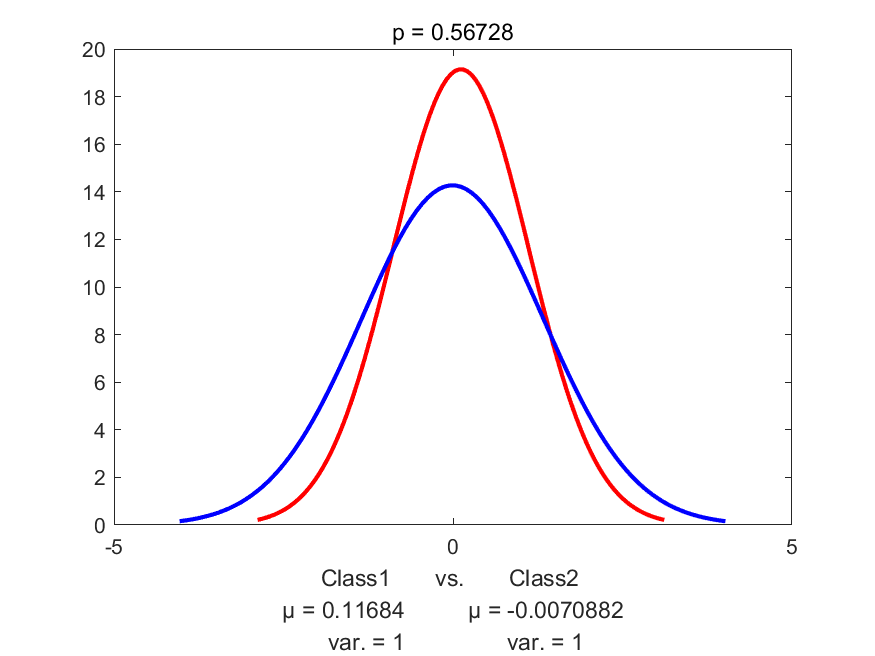 p = 0.56728
20
18
16
14
12
10
8
6
4
2
0
-5 0 5
Class1 vs. Class2
μ = 0.11684 μ = -0.0070882
var. = 1 var. = 1